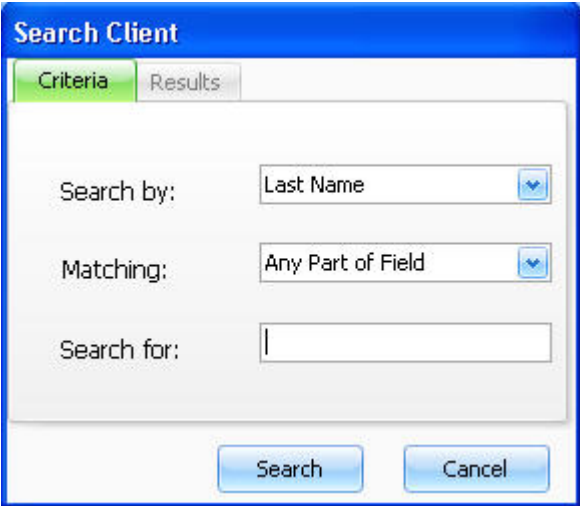 Search Client
Criteria Results
Search by: Last Name
Matching: Any Part of Field
Search for:
Search Cancel